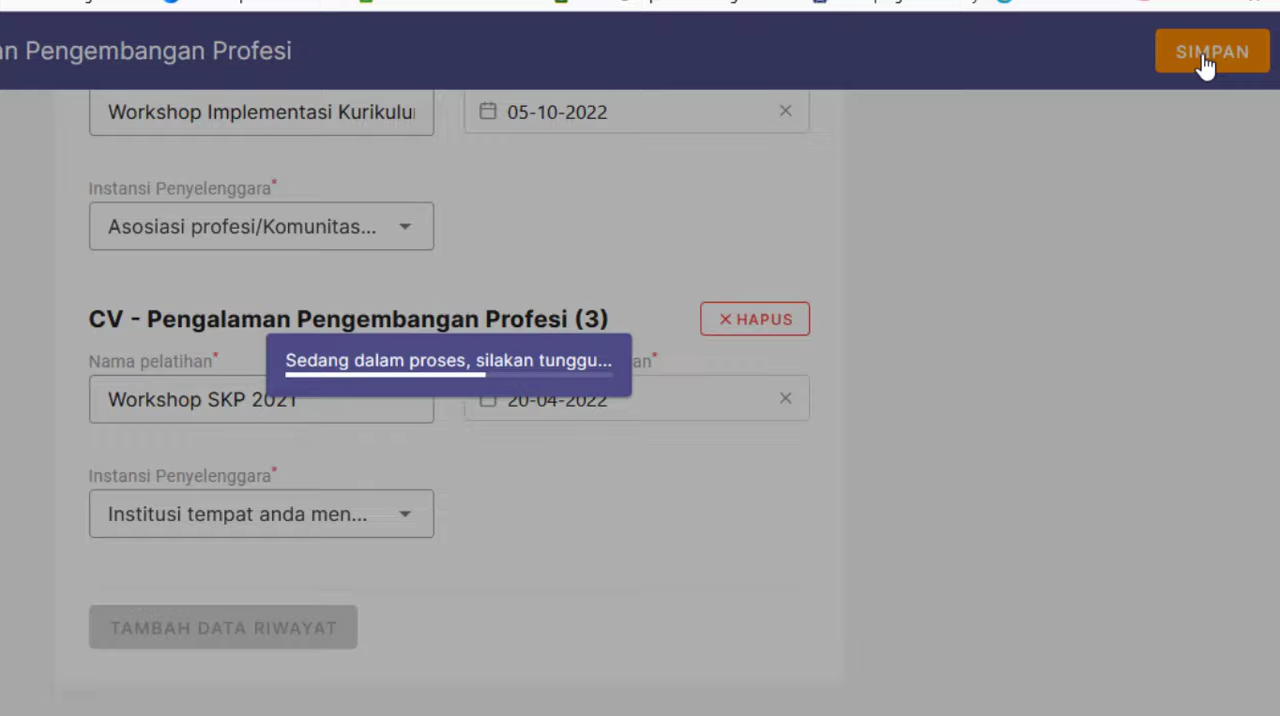 n Pengembangan Profesi
SIMPAN
Workshop Implementasi Kurikulu
05-10-2022
Instansi Penyelenggara*
Asosiasi profesi/Komunitas...
CV - Pengalaman Pengembangan Profesi (3)
HAPUS
Nama pelatihan*
an*
Sedang dalam proses, silakan tunggu...
Workshop SKP 2021
20-04-2022
Instansi Penyelenggara*
Institusi tempat anda men...
TAMBAH DATA RIWAYAT